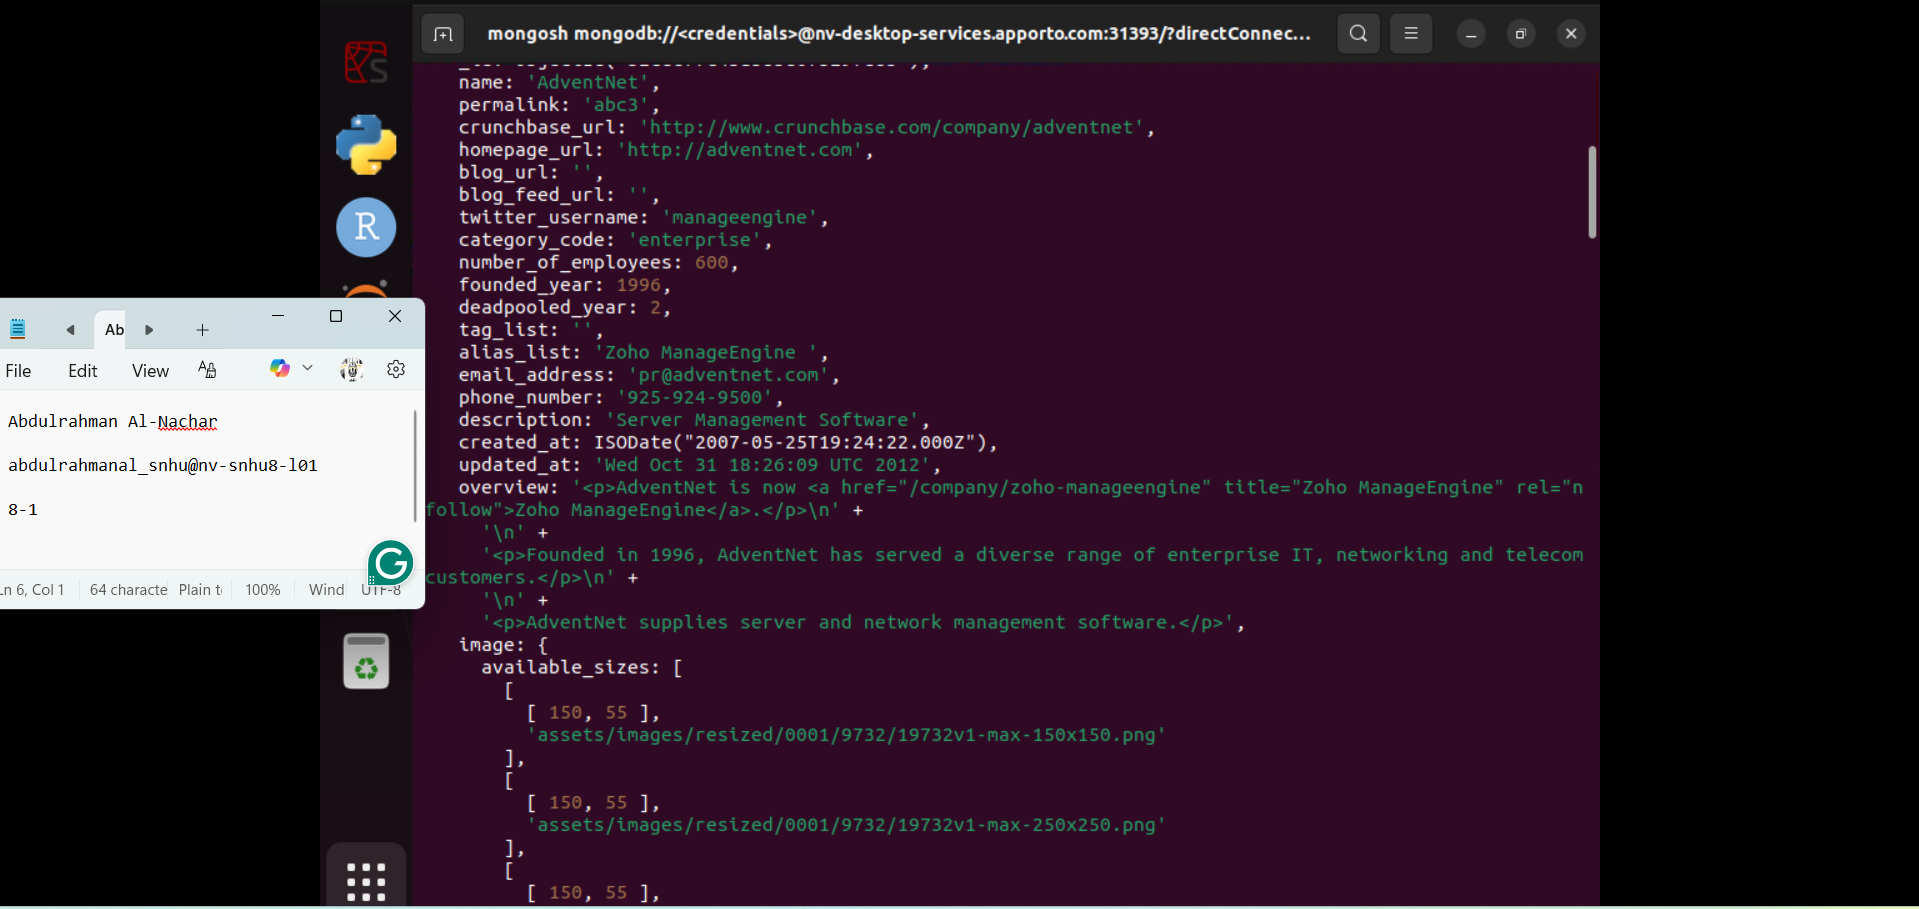 mongosh mongodb://<credentials>@nv-desktop-services.apporto.com:31393/?directConnec...
name: 'AdventNet',
permalink: 'abc3',
crunchbase_url: 'http://www.crunchbase.com/company/adventnet',
homepage_url: 'http://adventnet.com',
blog_url: '',
blog_feed_url: '',
twitter_username: 'manageengine',
category_code: 'enterprise',
number_of_employees: 600,
founded_year: 1996,
deadpooled_year: 2,
tag_list: '',
alias_list: 'Zoho ManageEngine ',
email_address: 'pr@adventnet.com',
phone_number: '925-924-9500',
description: 'Server Management Software',
created_at: ISODate("2007-05-25T19:24:22.000Z"),
updated_at: 'Wed Oct 31 18:26:09 UTC 2012',
overview: '<p>AdventNet is now <a href="/company/zoho-manageengine" title="Zoho ManageEngine" rel="n
follow">Zoho ManageEngine</a>.</p>\n' +
'\n' +
'<p>Founded in 1996, AdventNet has served a diverse range of enterprise IT, networking and telecom
customers.</p>\n' +
'\n' +
'<p>AdventNet supplies server and network management software.</p>',
image: {
available_sizes: [
[
[ 150, 55 ],
'assets/images/resized/0001/9732/19732v1-max-150x150.png'
],
[
[ 150, 55 ],
'assets/images/resized/0001/9732/19732v1-max-250x250.png'
],
[
[ 150, 55 ],
Ab
File Edit View
Abdulrahman Al-Nachar
abdulrahmanal_snhu@nv-snhu8-l01
8-1
Ln 6, Col 1 64 characte Plain t 100% Wind UTF-8